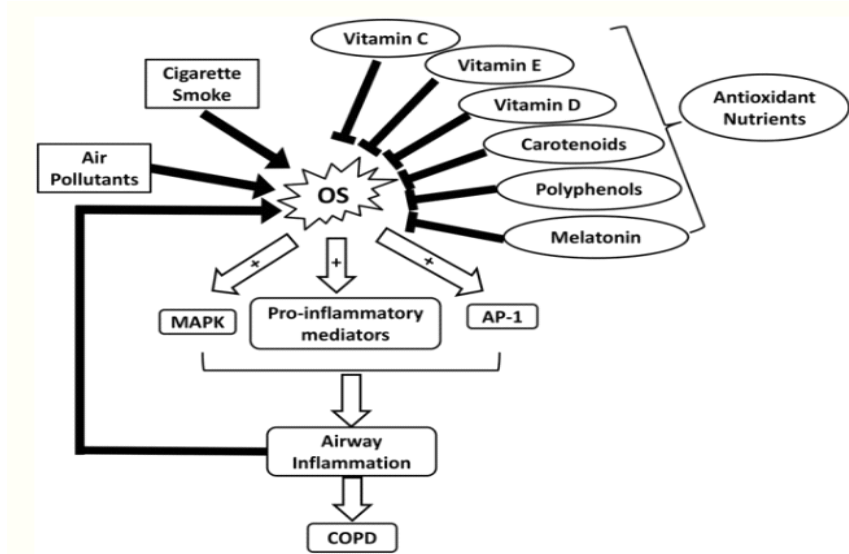 Vitamin C
Vitamin E
Cigarette
Smoke
Vitamin D
Antioxidant
Nutrients
Carotenoids
Air
Pollutants
Polyphenols
OS
Melatonin
+
+
+
MAPK
Pro-inflammatory
mediators
AP-1
Airway
Inflammation
COPD